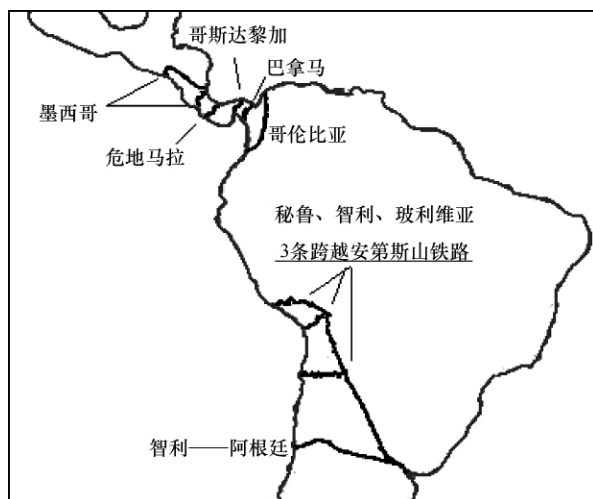 哥斯达黎加
巴拿马
墨西哥
哥伦比亚
危地马拉
秘鲁、智利、玻利维亚
3条跨越安第斯山铁路
智利——阿根廷